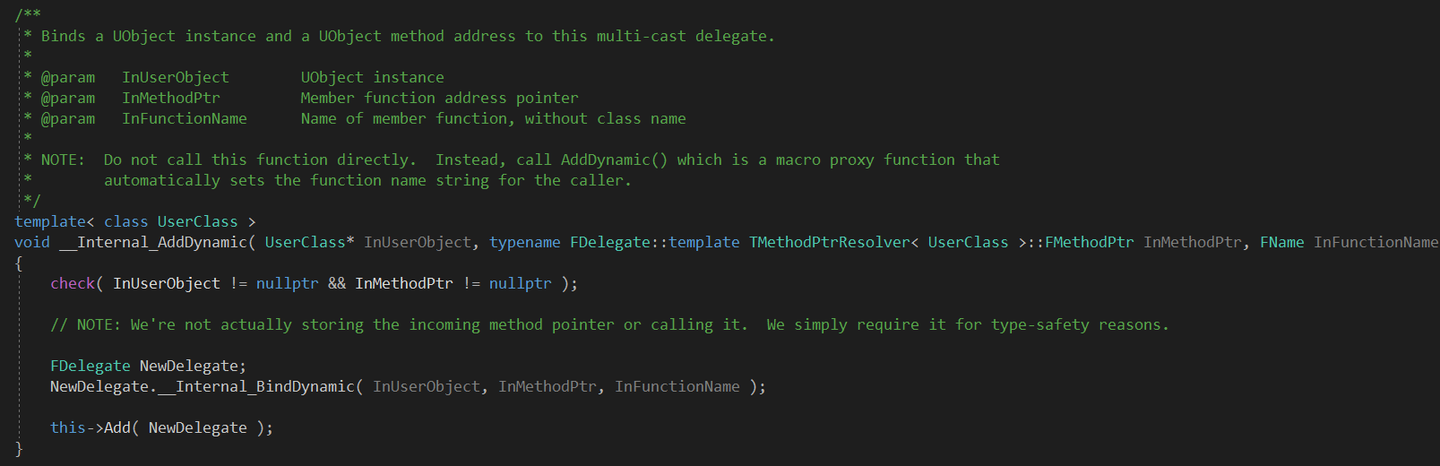 /**
* Binds a UObject instance and a UObject method address to this multi-cast delegate.
*
* @param   InUserObject        UObject instance
* @param   InMethodPtr         Member function address pointer
* @param   InFunctionName      Name of member function, without class name
*
* NOTE:  Do not call this function directly.  Instead, call AddDynamic() which is a macro proxy function that
*        automatically sets the function name string for the caller.
*/
template< class UserClass >
void __Internal_AddDynamic( UserClass* InUserObject, typename FDelegate::template TMethodPtrResolver< UserClass >::FMethodPtr InMethodPtr, FName InFunctionName
{
    check( InUserObject != nullptr && InMethodPtr != nullptr );

    // NOTE: We're not actually storing the incoming method pointer or calling it.  We simply require it for type-safety reasons.

    FDelegate NewDelegate;
    NewDelegate.__Internal_BindDynamic( InUserObject, InMethodPtr, InFunctionName );

    this->Add( NewDelegate );
}